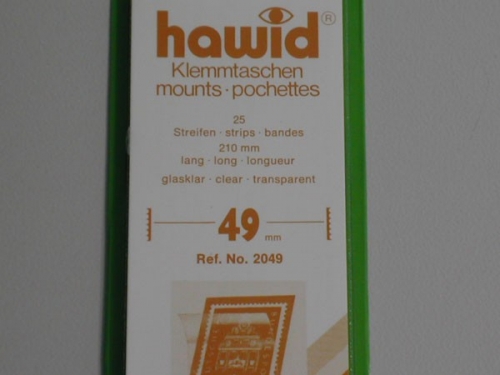 hawid®
Klemmtaschen
mounts · pochettes
25
Streifen · strips · bandes
210 mm
lang · long · longueur
glasklar · clear · transparent
49 mm
Ref. No. 2049